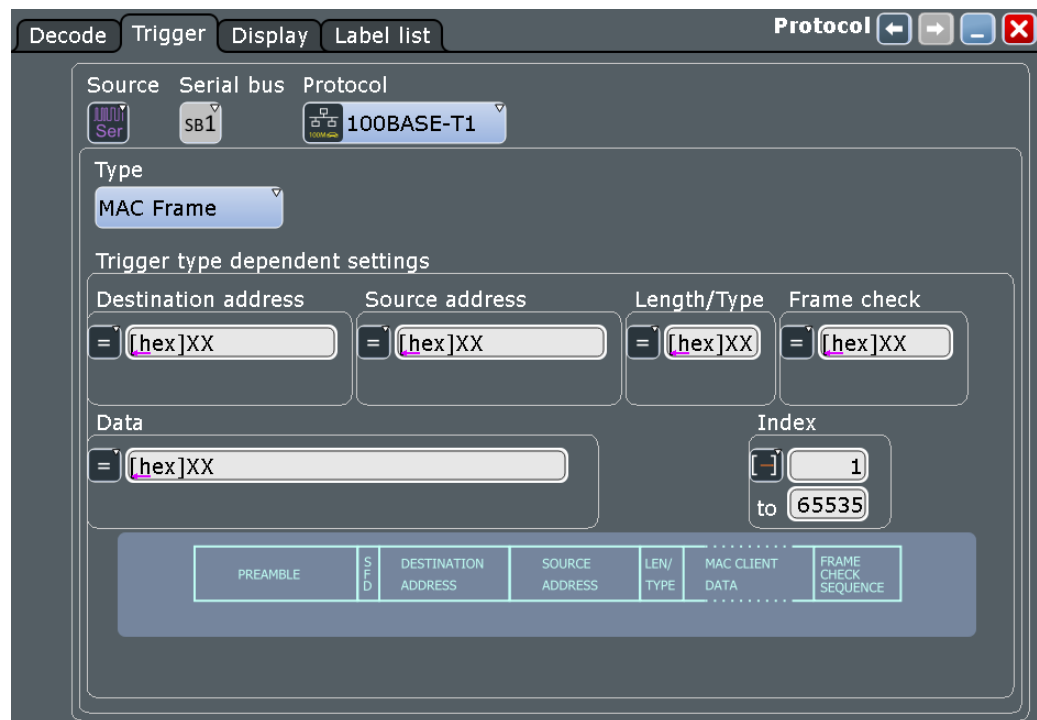 Decode Trigger Display Label list Protocol
Source Serial bus Protocol
Ser SB1 100M 100BASE-T1
Type
MAC Frame
Trigger type dependent settings
Destination address Source address Length/Type Frame check
= [hex]XX = [hex]XX = [hex]XX = [hex]XX
Data Index
= [hex]XX 1
to 65535
PREAMBLE SFD DESTINATION ADDRESS SOURCE ADDRESS LEN/ TYPE MAC CLIENT DATA FRAME CHECK SEQUENCE